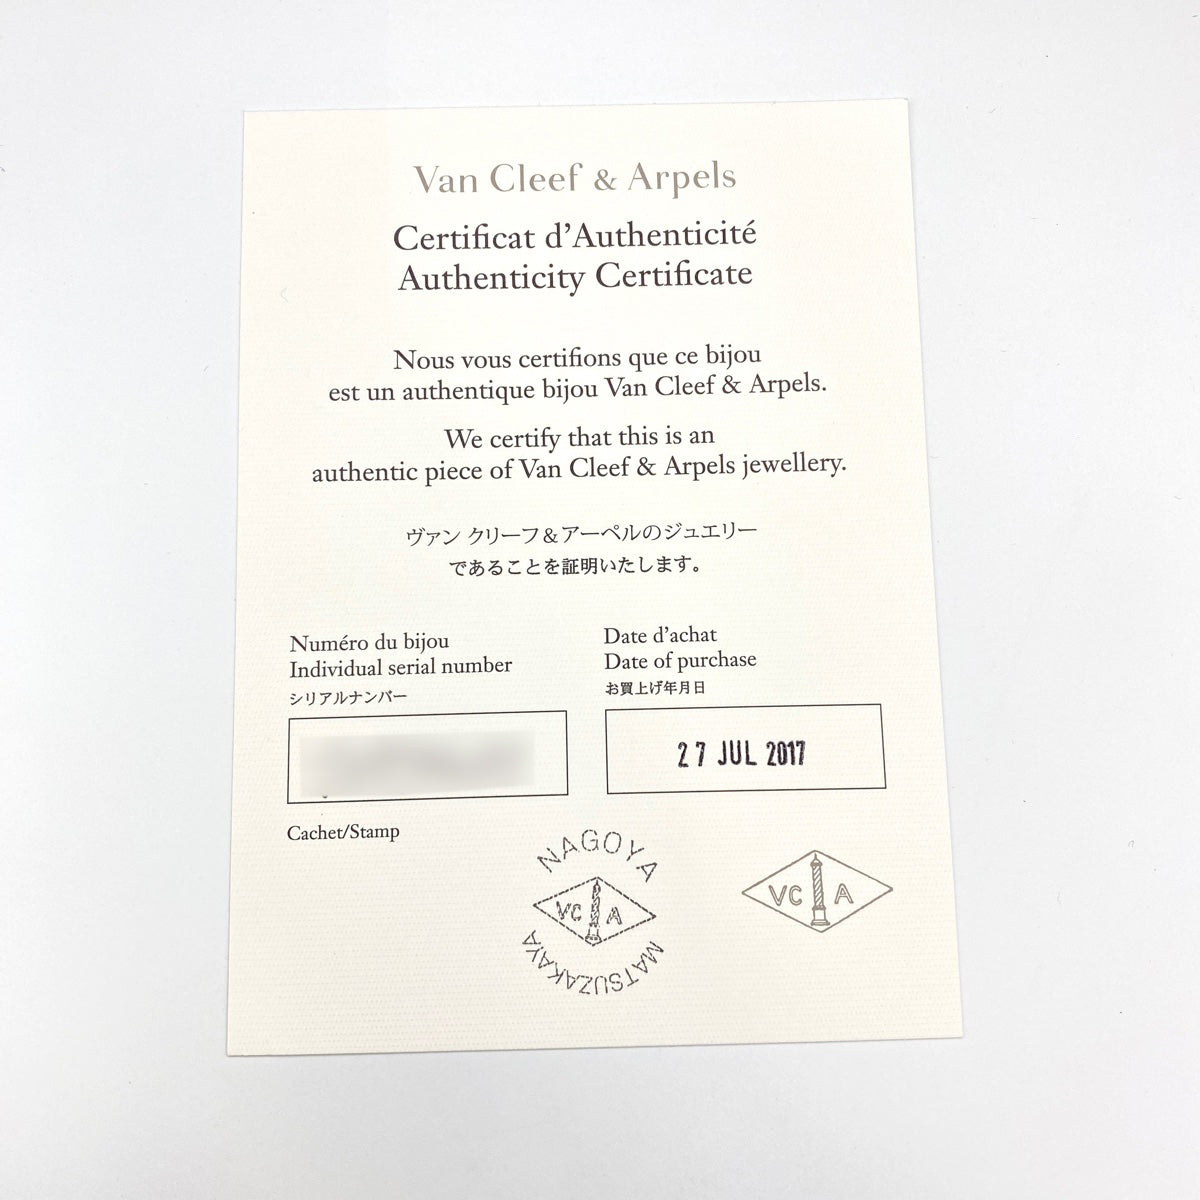 Van Cleef & Arpels
Certificat d'Authenticité
Authenticity Certificate
Nous vous certifions que ce bijou
est un authentique bijou Van Cleef & Arpels.
We certify that this is an
authentic piece of Van Cleef & Arpels jewellery.
ヴァン クリーフ&アーペルのジュエリー
であることを証明いたします。
Numéro du bijou
Individual serial number
シリアルナンバー
Date d'achat
Date of purchase
お買上げ年月日
27 JUL 2017
Cachet/Stamp
NAGOYA
VC A
MATSUZAKAYA
VC A